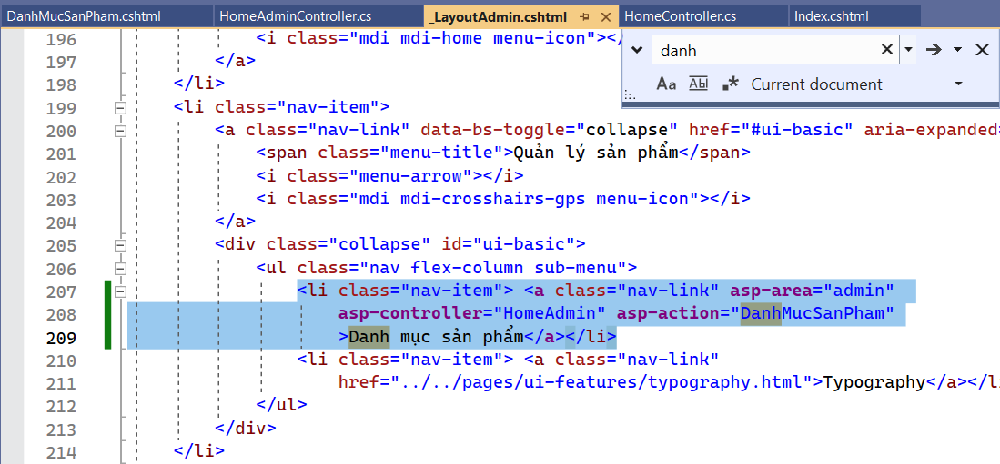 DanhMucSanPham.cshtml HomeAdminController.cs _LayoutAdmin.cshtml HomeController.cs Index.cshtml
danh
Aa Abl .* Current document
196 <i class="mdi mdi-home menu-icon"></
197 </a>
198 </li>
199 <li class="nav-item">
200 <a class="nav-link" data-bs-toggle="collapse" href="#ui-basic" aria-expanded=
201 <span class="menu-title">Quản lý sản phẩm</span>
202 <i class="menu-arrow"></i>
203 <i class="mdi mdi-crosshairs-gps menu-icon"></i>
204 </a>
205 <div class="collapse" id="ui-basic">
206 <ul class="nav flex-column sub-menu">
207 <li class="nav-item"> <a class="nav-link" asp-area="admin"
208 asp-controller="HomeAdmin" asp-action="DanhMucSanPham"
209 >Danh mục sản phẩm</a></li>
210 <li class="nav-item"> <a class="nav-link"
211 href="../../pages/ui-features/typography.html">Typography</a></l
212 </ul>
213 </div>
214 </li>